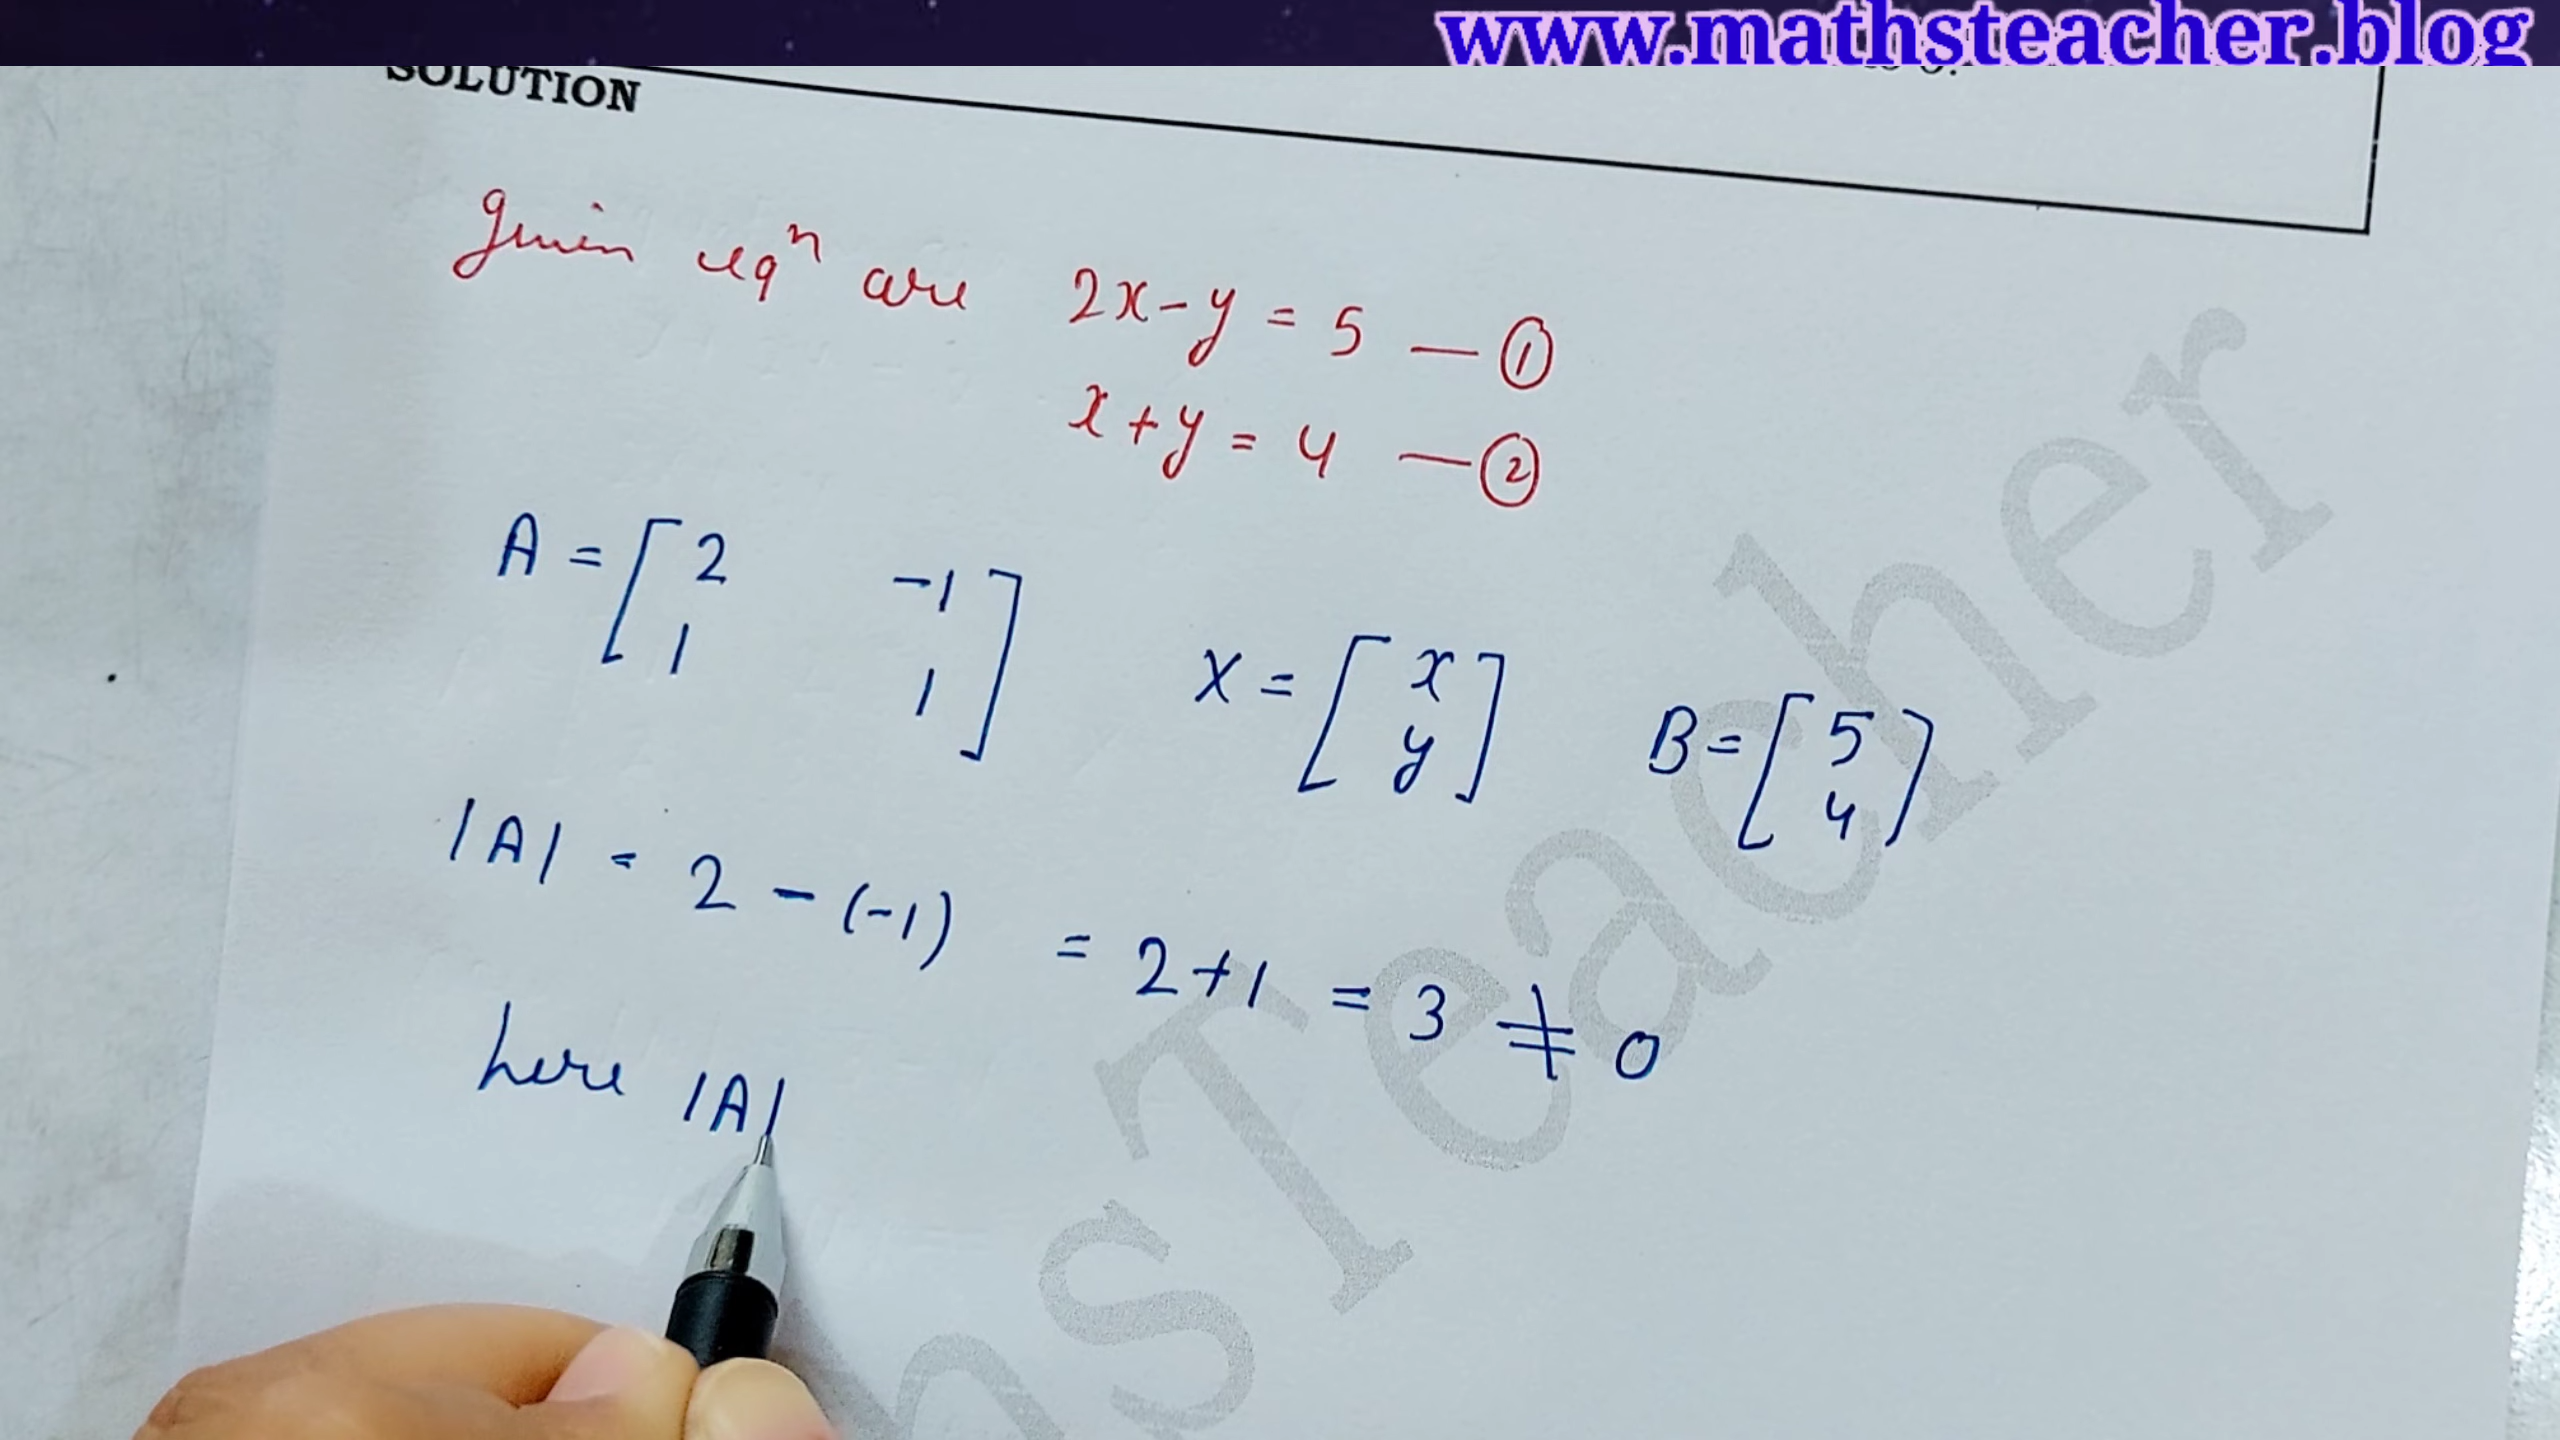 www.mathsteacher.blog
SOLUTION
Given eqⁿ are 2x-y = 5 — ①
x+y = 4 — ②
A = [2 -1
1 1] X = [x
y] B = [5
4]
|A| = 2 - (-1) = 2+1 = 3 ≠ 0
here |A|
sTeacher